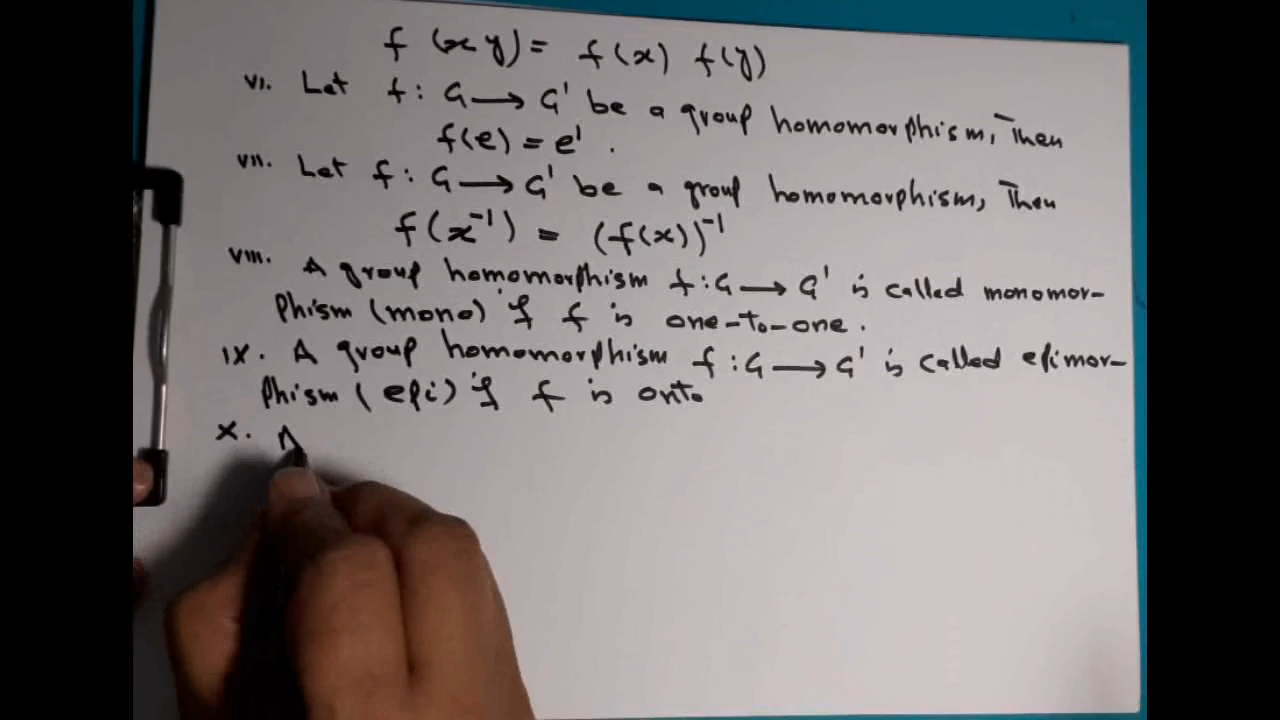 f(xy) = f(x) f(y)
vi. Let f: G⟶G' be a group homomorphism, Then
f(e) = e'.
vii. Let f: G⟶G' be a group homomorphism, Then
f(x⁻¹) = (f(x))⁻¹
viii. A group homomorphism f: G⟶G' is called monomor-
phism (mono) if f is one-to-one.
ix. A group homomorphism f: G⟶G' is called epimor-
phism (epi) if f is onto
x. A